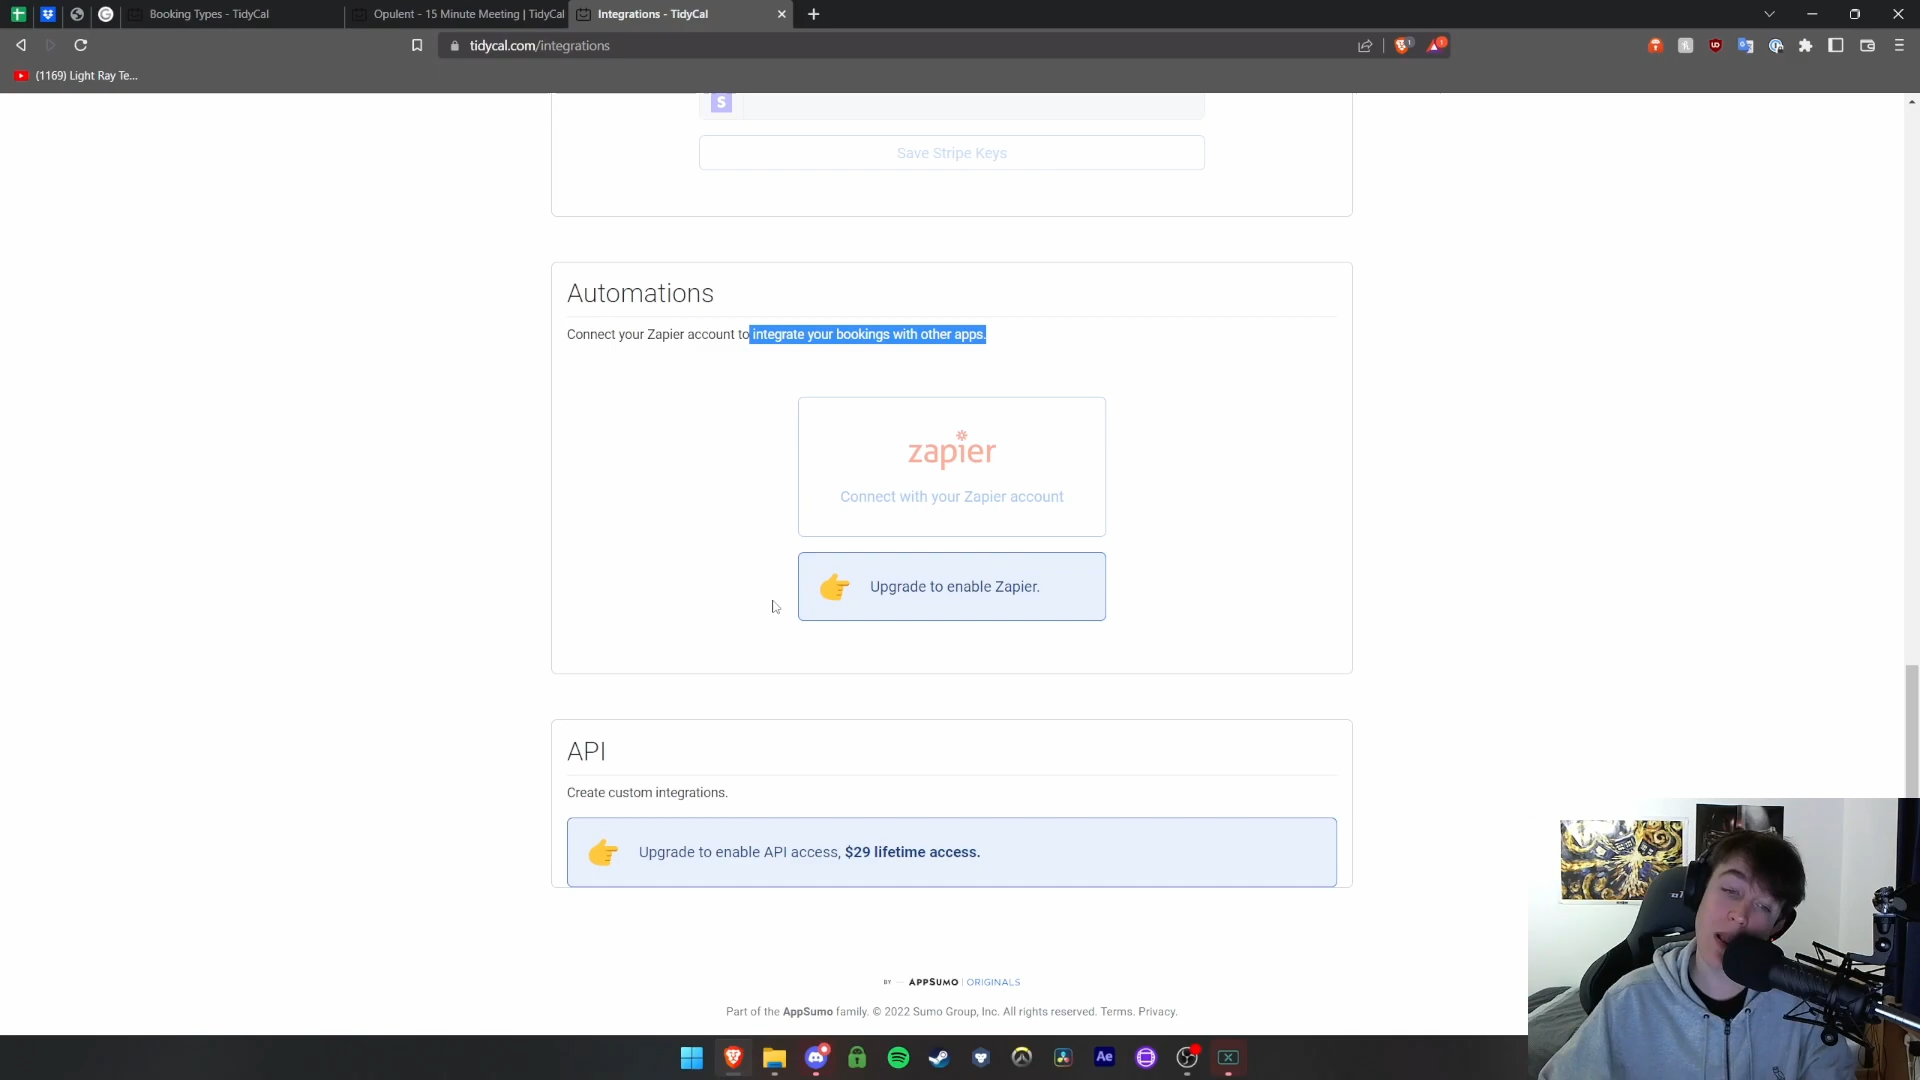 Booking Types - TidyCal
Opulent - 15 Minute Meeting | TidyCal
Integrations - TidyCal
tidycal.com/integrations
(1169) Light Ray Te...
S
Save Stripe Keys
Automations
Connect your Zapier account to integrate your bookings with other apps.
zapier
Connect with your Zapier account
Upgrade to enable Zapier.
API
Create custom integrations.
Upgrade to enable API access, $29 lifetime access.
BY — APPSUMO | ORIGINALS
Part of the AppSumo family. © 2022 Sumo Group, Inc. All rights reserved. Terms. Privacy.
Ae